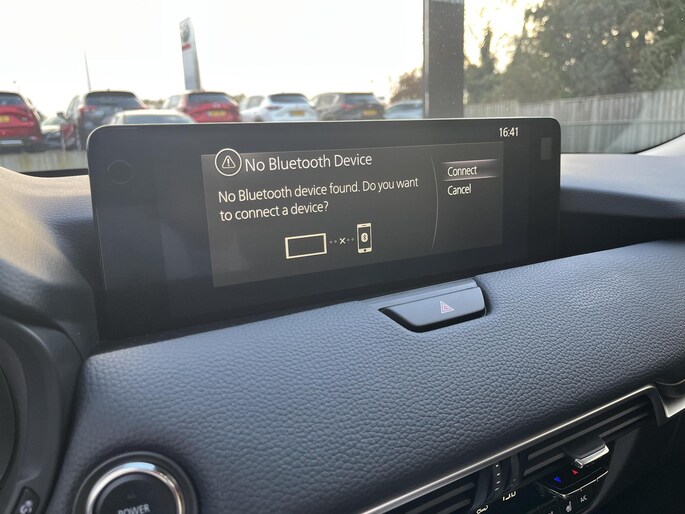 16:41
No Bluetooth Device
No Bluetooth device found. Do you want
to connect a device?
Connect
Cancel
POWER
A/C